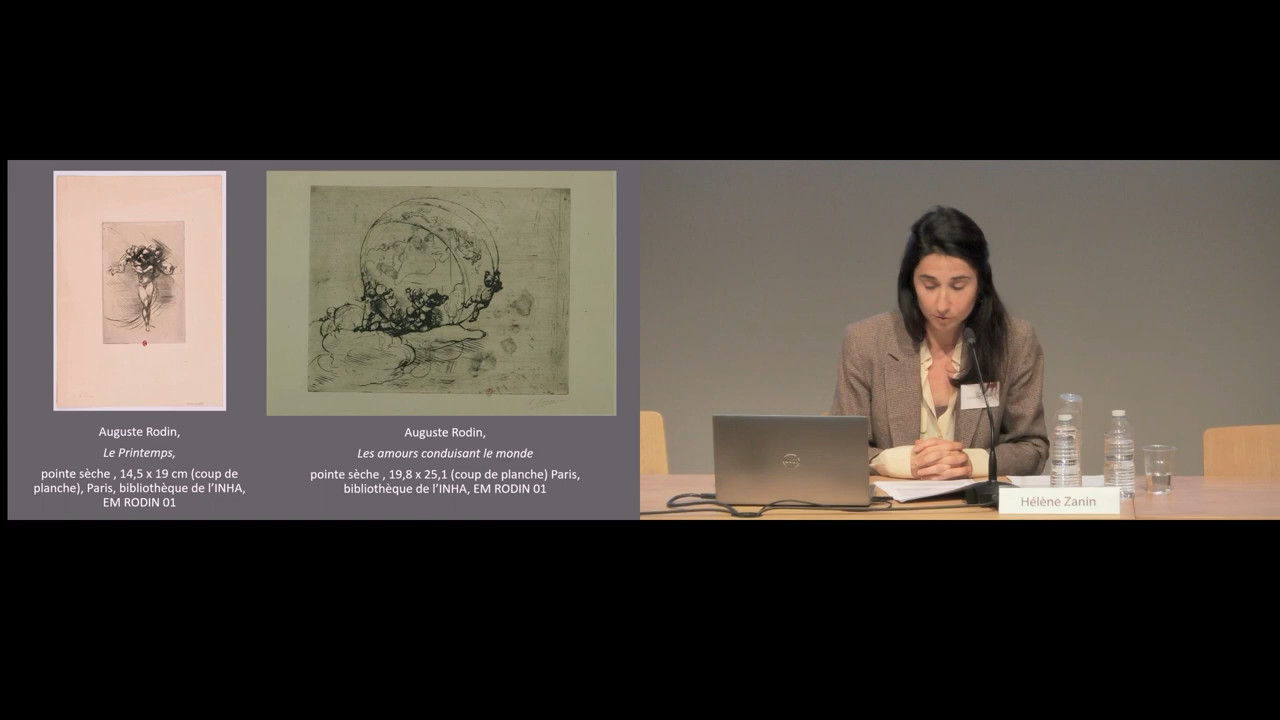 Auguste Rodin,
Le Printemps,
pointe sèche , 14,5 x 19 cm (coup de
planche), Paris, bibliothèque de l'INHA,
EM RODIN 01
Auguste Rodin,
Les amours conduisant le monde
pointe sèche , 19,8 x 25,1 (coup de planche) Paris,
bibliothèque de l'INHA, EM RODIN 01
Hélène Zanin